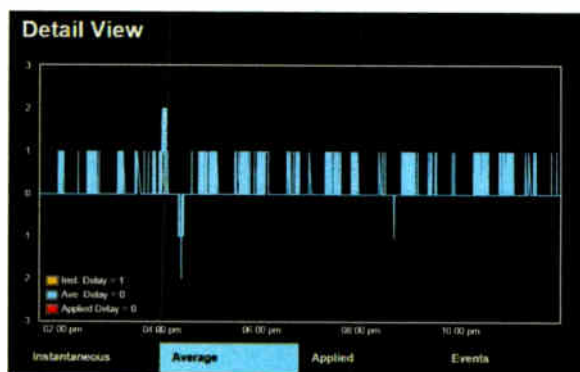 Detail View
3
2
1
0
-1
-2
-3
Inst. Delay = 1
Ave. Delay = 0
Applied Delay = 0
02:00 pm 04:00 pm 06:00 pm 08:00 pm 10:00 pm
Instantaneous Average Applied Events